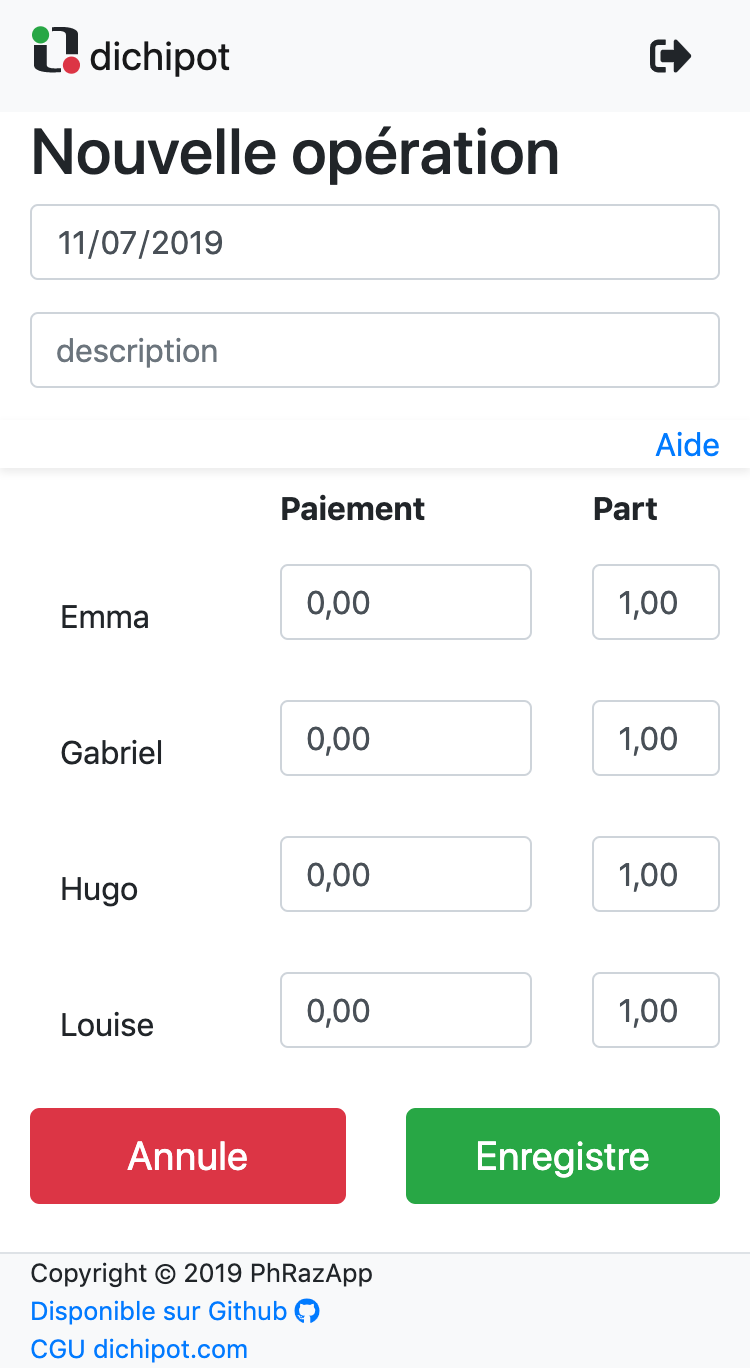 dichipot
Nouvelle opération
11/07/2019
description
Aide
Paiement Part
Emma 0,00 1,00
Gabriel 0,00 1,00
Hugo 0,00 1,00
Louise 0,00 1,00
Annule Enregistre
Copyright © 2019 PhRazApp
Disponible sur Github
CGU dichipot.com